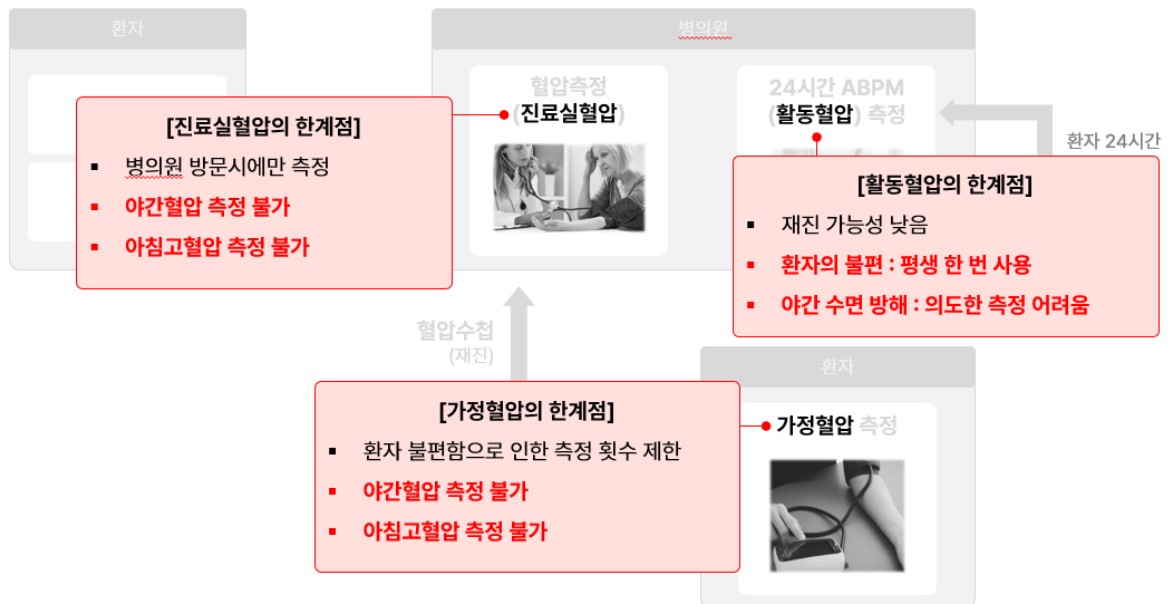 환자
병의원
혈압측정
(진료실혈압)
24시간 ABPM
(활동혈압) 측정
환자 24시간
[진료실혈압의 한계점]
▪ 병의원 방문시에만 측정
▪ 야간혈압 측정 불가
▪ 아침고혈압 측정 불가
[활동혈압의 한계점]
▪ 재진 가능성 낮음
▪ 환자의 불편 : 평생 한 번 사용
▪ 야간 수면 방해 : 의도한 측정 어려움
혈압수첩
(재진)
환자
[가정혈압의 한계점]
▪ 환자 불편함으로 인한 측정 횟수 제한
▪ 야간혈압 측정 불가
▪ 아침고혈압 측정 불가
가정혈압 측정